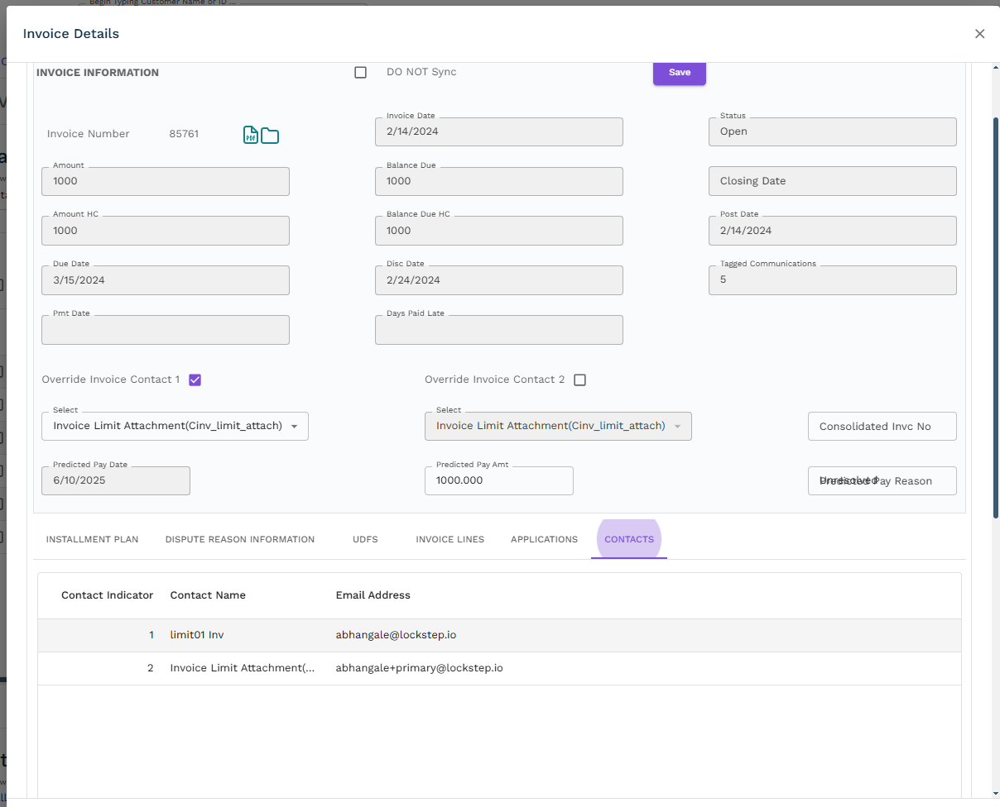 Begin Typing Customer Name or ID ...
Invoice Details
INVOICE INFORMATION
DO NOT Sync
Save
Invoice Number 85761
PDF
Invoice Date
2/14/2024
Status
Open
Amount
1000
Balance Due
1000
Closing Date
Amount HC
1000
Balance Due HC
1000
Post Date
2/14/2024
Due Date
3/15/2024
Disc Date
2/24/2024
Tagged Communications
5
Pmt Date
Days Paid Late
Override Invoice Contact 1
Override Invoice Contact 2
Select
Invoice Limit Attachment(Cinv_limit_attach)
Select
Invoice Limit Attachment(Cinv_limit_attach)
Consolidated Invc No
Predicted Pay Date
6/10/2025
Predicted Pay Amt
1000.000
Predicted Pay Reason
Unresolved
INSTALLMENT PLAN DISPUTE REASON INFORMATION UDFS INVOICE LINES APPLICATIONS CONTACTS
Contact Indicator Contact Name Email Address
1 limit01 Inv abhangale@lockstep.io
2 Invoice Limit Attachment(... abhangale+primary@lockstep.io